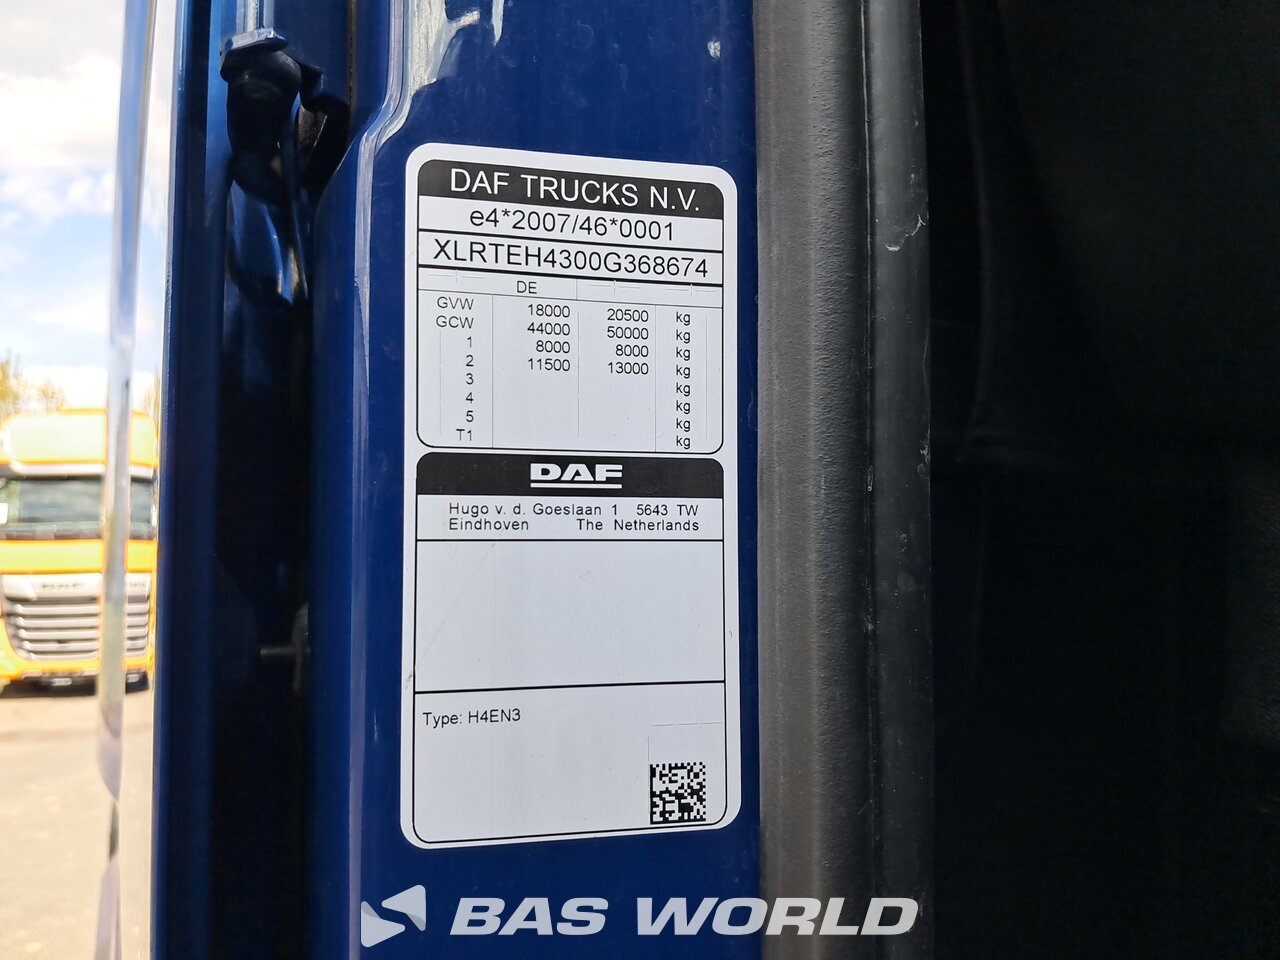 DAF TRUCKS N.V.
e4*2007/46*0001
XLRTEH4300G368674
DE
GVW 18000 20500 kg
GCW 44000 50000 kg
1 8000 8000 kg
2 11500 13000 kg
3 kg
4 kg
5 kg
T1 kg
DAF
Hugo v. d. Goeslaan 1 5643 TW
Eindhoven The Netherlands
Type: H4EN3
DAF
BAS WORLD